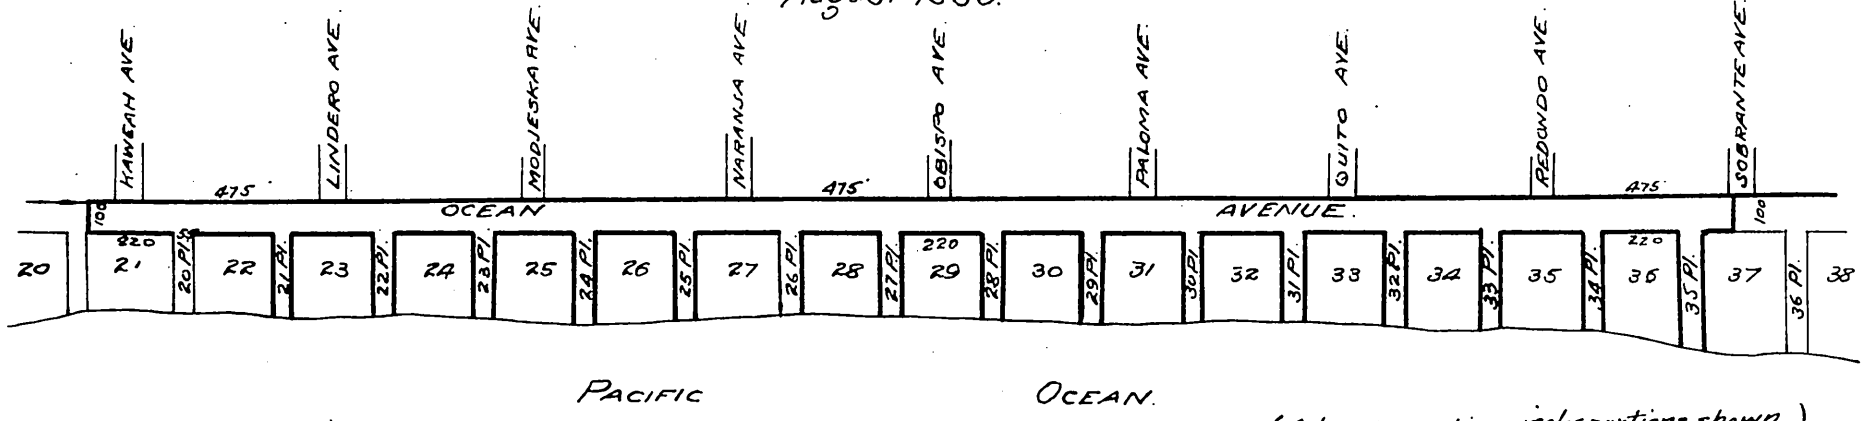 KAWEAH AVE.
LINDERO AVE.
MODJESKA AVE.
NARANJA AVE.
OBISPO AVE.
PALOMA AVE.
QUITO AVE.
REDONDO AVE.
SOBRANTE AVE.
475' 475' 475'
100 OCEAN AVENUE. 100
220 220 220
20 21 20 Pl. 22 21 Pl. 23 22 Pl. 24 23 Pl. 25 24 Pl. 26 25 Pl. 27 26 Pl. 28 27 Pl. 29 28 Pl. 30 29 Pl. 31 30 Pl. 32 31 Pl. 33 32 Pl. 34 33 Pl. 35 34 Pl. 36 35 Pl. 37 36 Pl. 38
PACIFIC OCEAN.
shown)